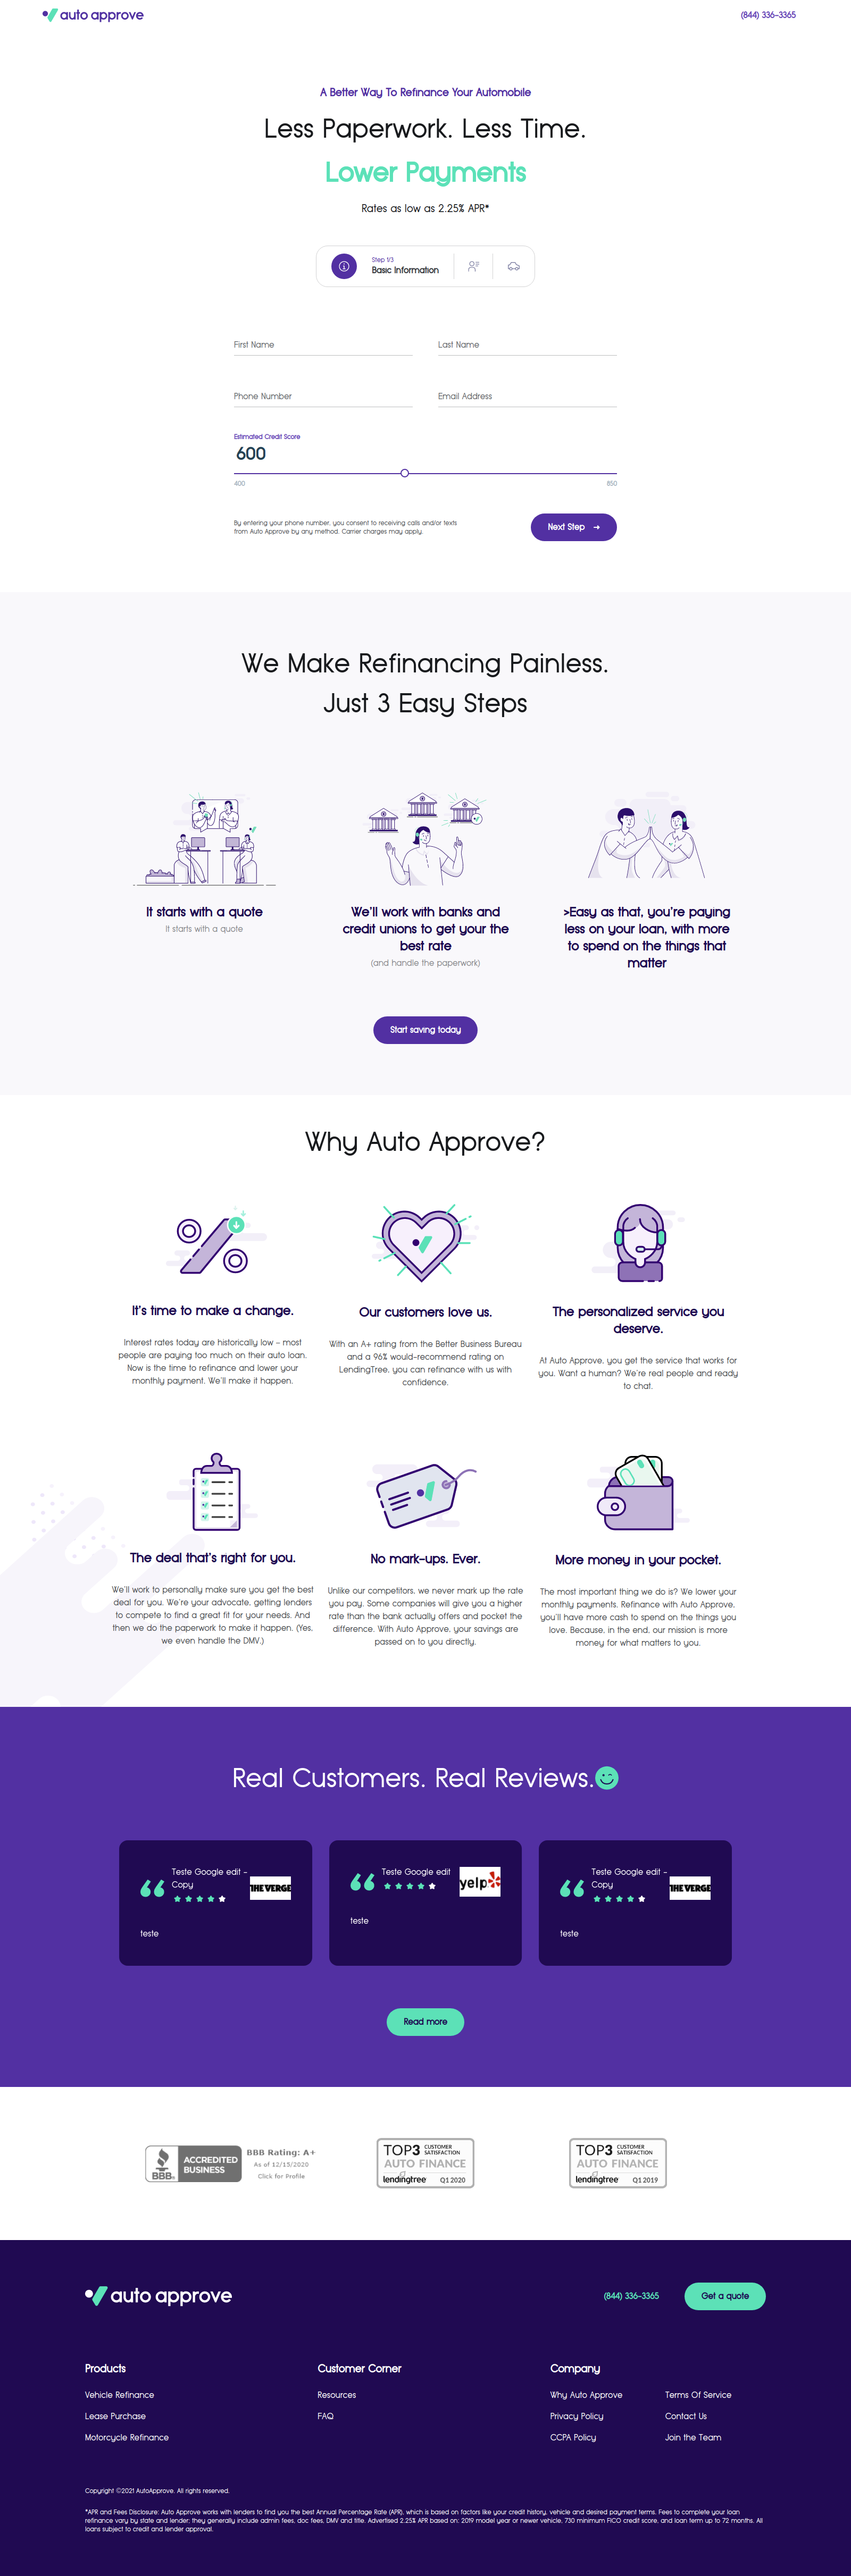 auto approve
(844) 336-3365
A Better Way To Refinance Your Automobile
Less Paperwork. Less Time.
Lower Payments
Rates as low as 2.25% APR*
Step 1/3
Basic Information
First Name
Last Name
Phone Number
Email Address
Estimated Credit Score
600
400
850
By entering your phone number, you consent to receiving calls and/or texts
from Auto Approve by any method. Carrier charges may apply.
Next Step →
We Make Refinancing Painless.
Just 3 Easy Steps
It starts with a quote
It starts with a quote
We'll work with banks and
credit unions to get your the
best rate
(and handle the paperwork)
>Easy as that, you're paying
less on your loan, with more
to spend on the things that
matter
Start saving today
Why Auto Approve?
It's time to make a change.
Interest rates today are historically low – most
people are paying too much on their auto loan.
Now is the time to refinance and lower your
monthly payment. We'll make it happen.
Our customers love us.
With an A+ rating from the Better Business Bureau
and a 96% would-recommend rating on
LendingTree, you can refinance with us with
confidence.
The personalized service you
deserve.
At Auto Approve, you get the service that works for
you. Want a human? We're real people and ready
to chat.
The deal that's right for you.
We'll work to personally make sure you get the best
deal for you. We're your advocate, getting lenders
to compete to find a great fit for your needs. And
then we do the paperwork to make it happen. (Yes,
we even handle the DMV.)
No mark-ups. Ever.
Unlike our competitors, we never mark up the rate
you pay. Some companies will give you a higher
rate than the bank actually offers and pocket the
difference. With Auto Approve, your savings are
passed on to you directly.
More money in your pocket.
The most important thing we do is? We lower your
monthly payments. Refinance with Auto Approve,
you'll have more cash to spend on the things you
love. Because, in the end, our mission is more
money for what matters to you.
Real Customers. Real Reviews.
Teste Google edit -
Copy
THE VERGE
teste
Teste Google edit
yelp
teste
Teste Google edit -
Copy
THE VERGE
teste
Read more
BBB
ACCREDITED
BUSINESS
BBB Rating: A+
As of 12/15/2020
Click for Profile
TOP3 CUSTOMER
SATISFACTION
AUTO FINANCE
lendingtree Q1 2020
TOP3 CUSTOMER
SATISFACTION
AUTO FINANCE
lendingtree Q1 2019
auto approve
(844) 336-3365
Get a quote
Products
Vehicle Refinance
Lease Purchase
Motorcycle Refinance
Customer Corner
Resources
FAQ
Company
Why Auto Approve
Privacy Policy
CCPA Policy
Terms Of Service
Contact Us
Join the Team
Copyright ©2021 AutoApprove. All rights reserved.
*APR and Fees Disclosure: Auto Approve works with lenders to find you the best Annual Percentage Rate (APR), which is based on factors like your credit history, vehicle and desired payment terms. Fees to complete your loan
refinance vary by state and lender; they generally include admin fees, doc fees, DMV and title. Advertised 2.25% APR based on: 2019 model year or newer vehicle, 730 minimum FICO credit score, and loan term up to 72 months. All
loans subject to credit and lender approval.